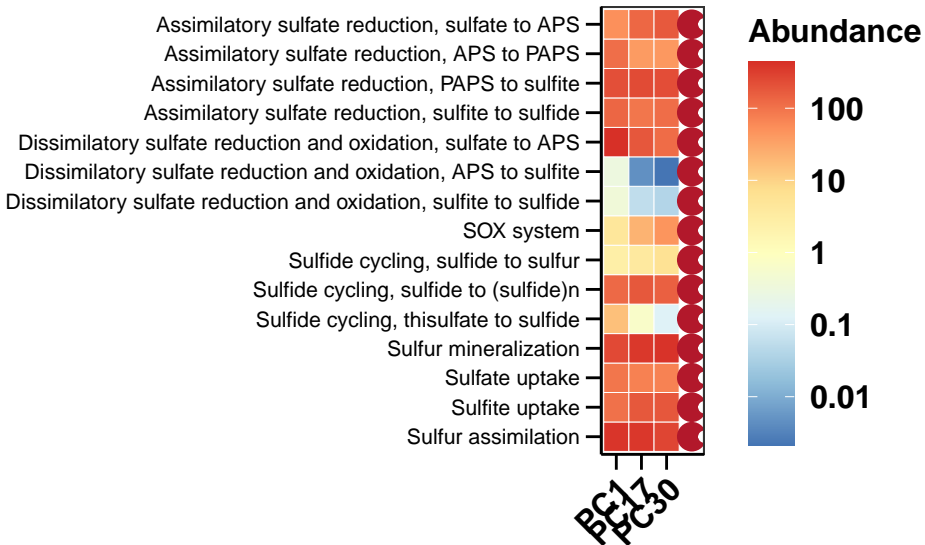 Assimilatory sulfate reduction, sulfate to APS
Assimilatory sulfate reduction, APS to PAPS
Assimilatory sulfate reduction, PAPS to sulfite
Assimilatory sulfate reduction, sulfite to sulfide
Dissimilatory sulfate reduction and oxidation, sulfate to APS
Dissimilatory sulfate reduction and oxidation, APS to sulfite
Dissimilatory sulfate reduction and oxidation, sulfite to sulfide
SOX system
Sulfide cycling, sulfide to sulfur
Sulfide cycling, sulfide to (sulfide)n
Sulfide cycling, thisulfate to sulfide
Sulfur mineralization
Sulfate uptake
Sulfite uptake
Sulfur assimilation
PC1
PC17
PC30
Abundance
100
10
1
0.1
0.01